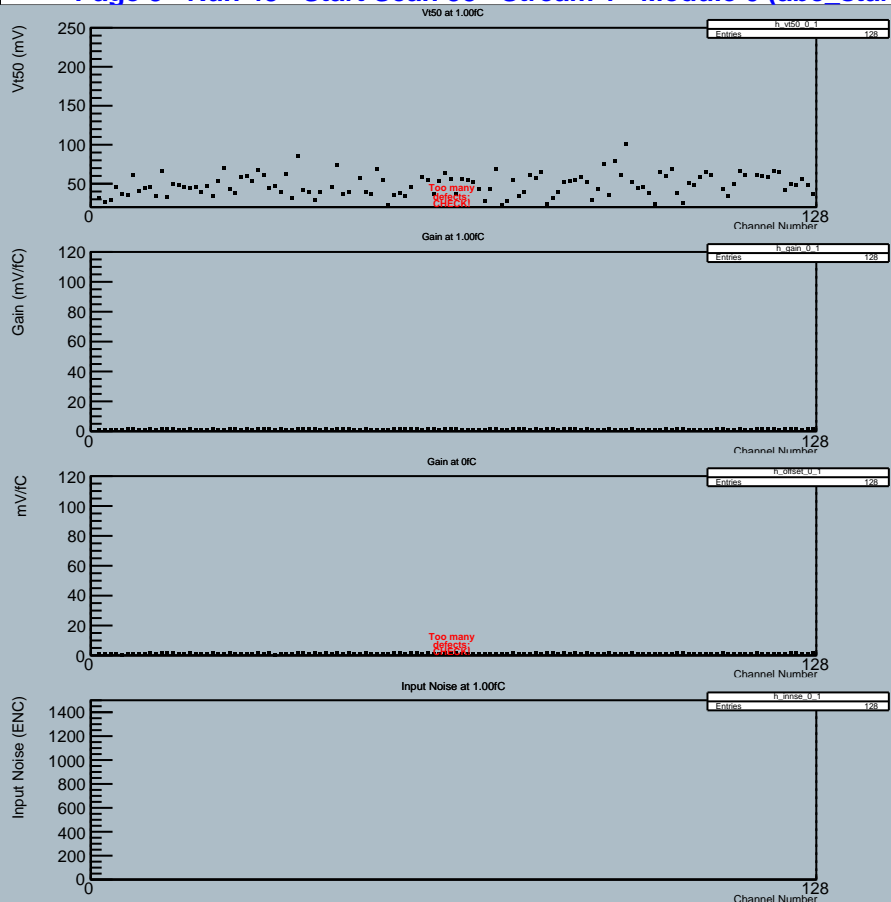 Vt50 at 1.00fC
h_vt50_0_1
Entries 128
Vt50 (mV)
250
200
150
100
50
Too many
defects,
CHECK!
0
128
Channel Number
Gain at 1.00fC
h_gain_0_1
Entries 128
Gain (mV/fC)
120
100
80
60
40
20
0
0
128
Channel Number
Gain at 0fC
h_offset_0_1
Entries 128
mV/fC
120
100
80
60
40
20
0
Too many
defects,
CHECK!
0
128
Channel Number
Input Noise at 1.00fC
h_innse_0_1
Entries 128
Input Noise (ENC)
1400
1200
1000
800
600
400
200
0
0
128
Channel Number